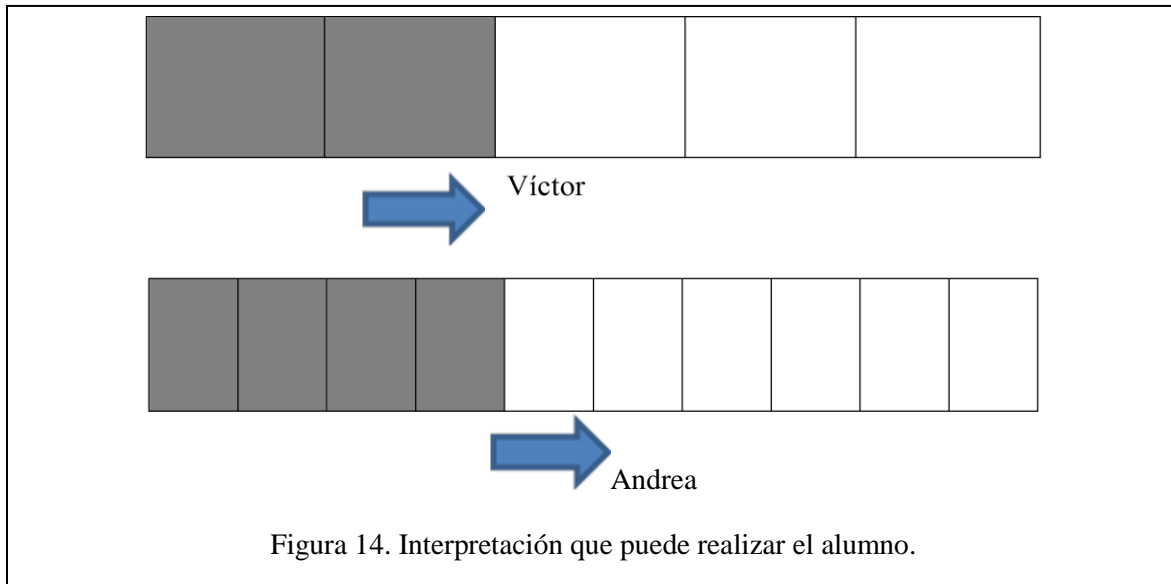 Víctor
Andrea
Figura 14. Interpretación que puede realizar el alumno.